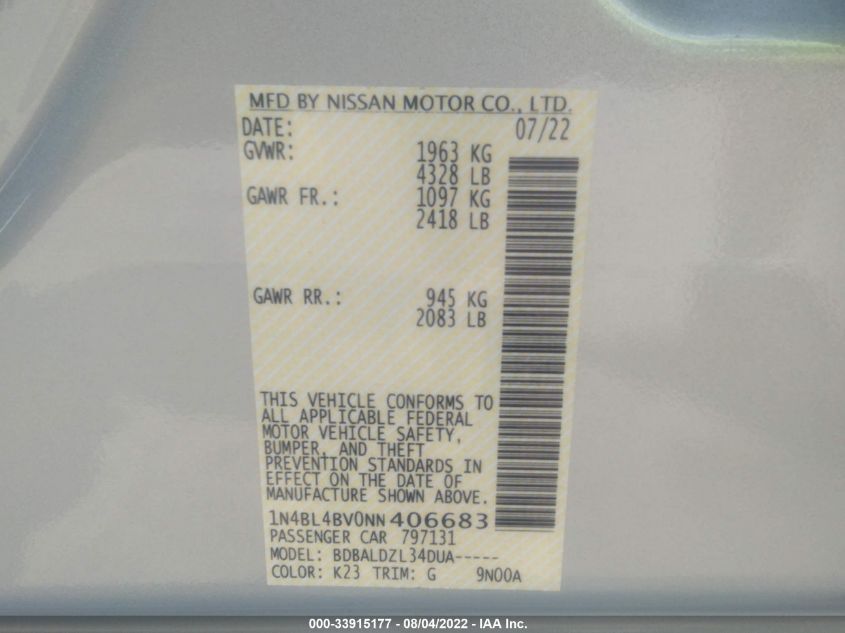 MFD BY NISSAN MOTOR CO., LTD.
DATE: 07/22
GVWR: 1963 KG
4328 LB
GAWR FR.: 1097 KG
2418 LB
GAWR RR.: 945 KG
2083 LB
THIS VEHICLE CONFORMS TO
ALL APPLICABLE FEDERAL
MOTOR VEHICLE SAFETY,
BUMPER, AND THEFT
PREVENTION STANDARDS IN
EFFECT ON THE DATE OF
MANUFACTURE SHOWN ABOVE.
1N4BL4BV0NN406683
PASSENGER CAR 797131
MODEL: BDBALDZL34DUA-----
COLOR: K23 TRIM: G 9N00A
000-33915177 - 08/04/2022 - IAA Inc.